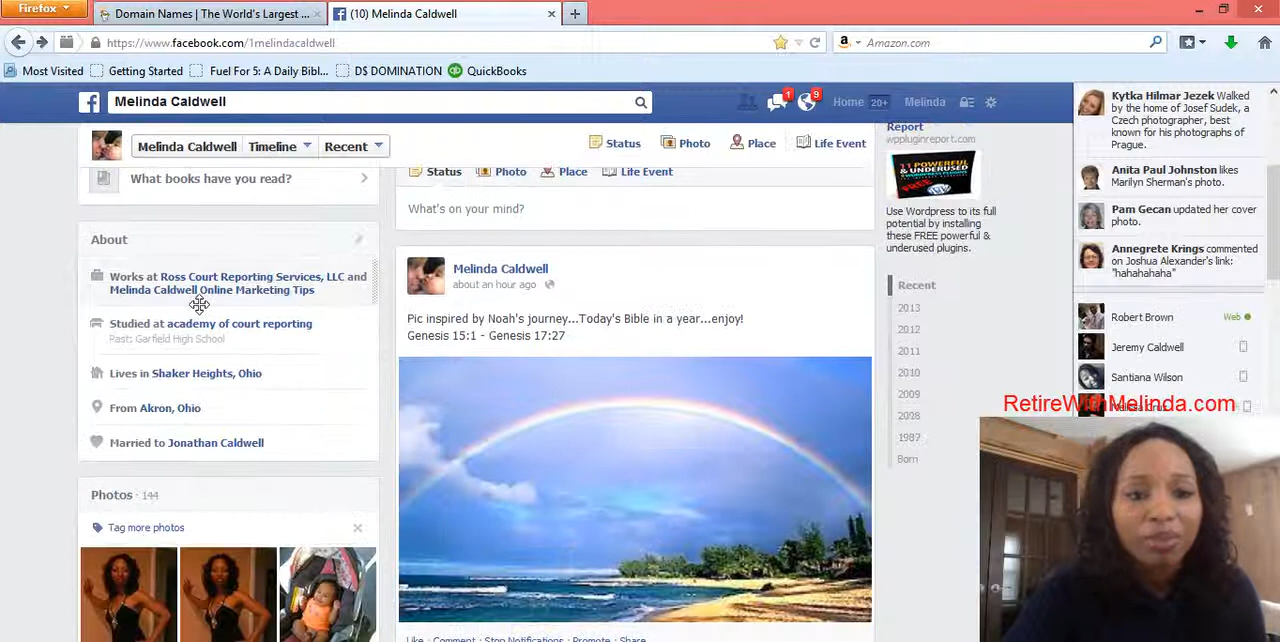 Firefox
Domain Names | The World's Largest ...
(10) Melinda Caldwell
https://www.facebook.com/1melindacaldwell
Amazon.com
Most Visited
Getting Started
Fuel For 5: A Daily Bibl...
D$ DOMINATION
QuickBooks
Melinda Caldwell
1
9
Home 20+
Melinda
Melinda Caldwell
Timeline
Recent
Status
Photo
Place
Life Event
What books have you read?
About
Works at Ross Court Reporting Services, LLC and
Melinda Caldwell Online Marketing Tips
Studied at academy of court reporting
Past: Garfield High School
Lives in Shaker Heights, Ohio
From Akron, Ohio
Married to Jonathan Caldwell
Photos · 144
Tag more photos
Status
Photo
Place
Life Event
What's on your mind?
Melinda Caldwell
about an hour ago
Pic inspired by Noah's journey...Today's Bible in a year...enjoy!
Genesis 15:1 - Genesis 17:27
Like · Comment · Stop Notifications · Promote · Share
Report
wppluginreport.com
11 POWERFUL
& UNDERUSED
FREE
Use Wordpress to its full
potential by installing
these FREE powerful &
underused plugins.
Recent
2013
2012
2011
2010
2009
2008
1987
Born
Kytka Hilmar Jezek Walked
by the home of Josef Sudek, a
Czech photographer, best
known for his photographs of
Prague.
Anita Paul Johnston likes
Marilyn Sherman's photo.
Pam Gecan updated her cover
photo.
Annegrete Krings commented
on Joshua Alexander's link:
"hahahahaha"
Robert Brown
Web
Jeremy Caldwell
Santiana Wilson
RetireWithMelinda.com